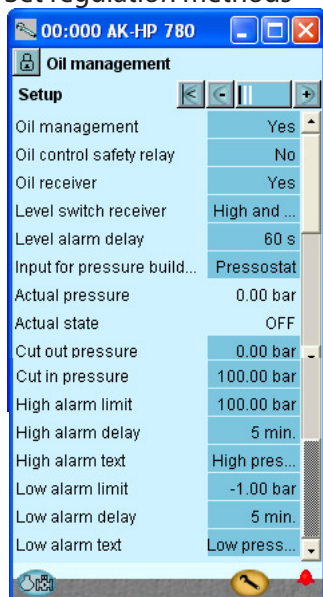 Set regulation methods
00:000 AK-HP 780
Oil management
Setup
Oil management Yes
Oil control safety relay No
Oil receiver Yes
Level switch receiver High and ...
Level alarm delay 60 s
Input for pressure build... Pressostat
Actual pressure 0.00 bar
Actual state OFF
Cut out pressure 0.00 bar
Cut in pressure 100.00 bar
High alarm limit 100.00 bar
High alarm delay 5 min.
High alarm text High pres...
Low alarm limit -1.00 bar
Low alarm delay 5 min.
Low alarm text Low press...